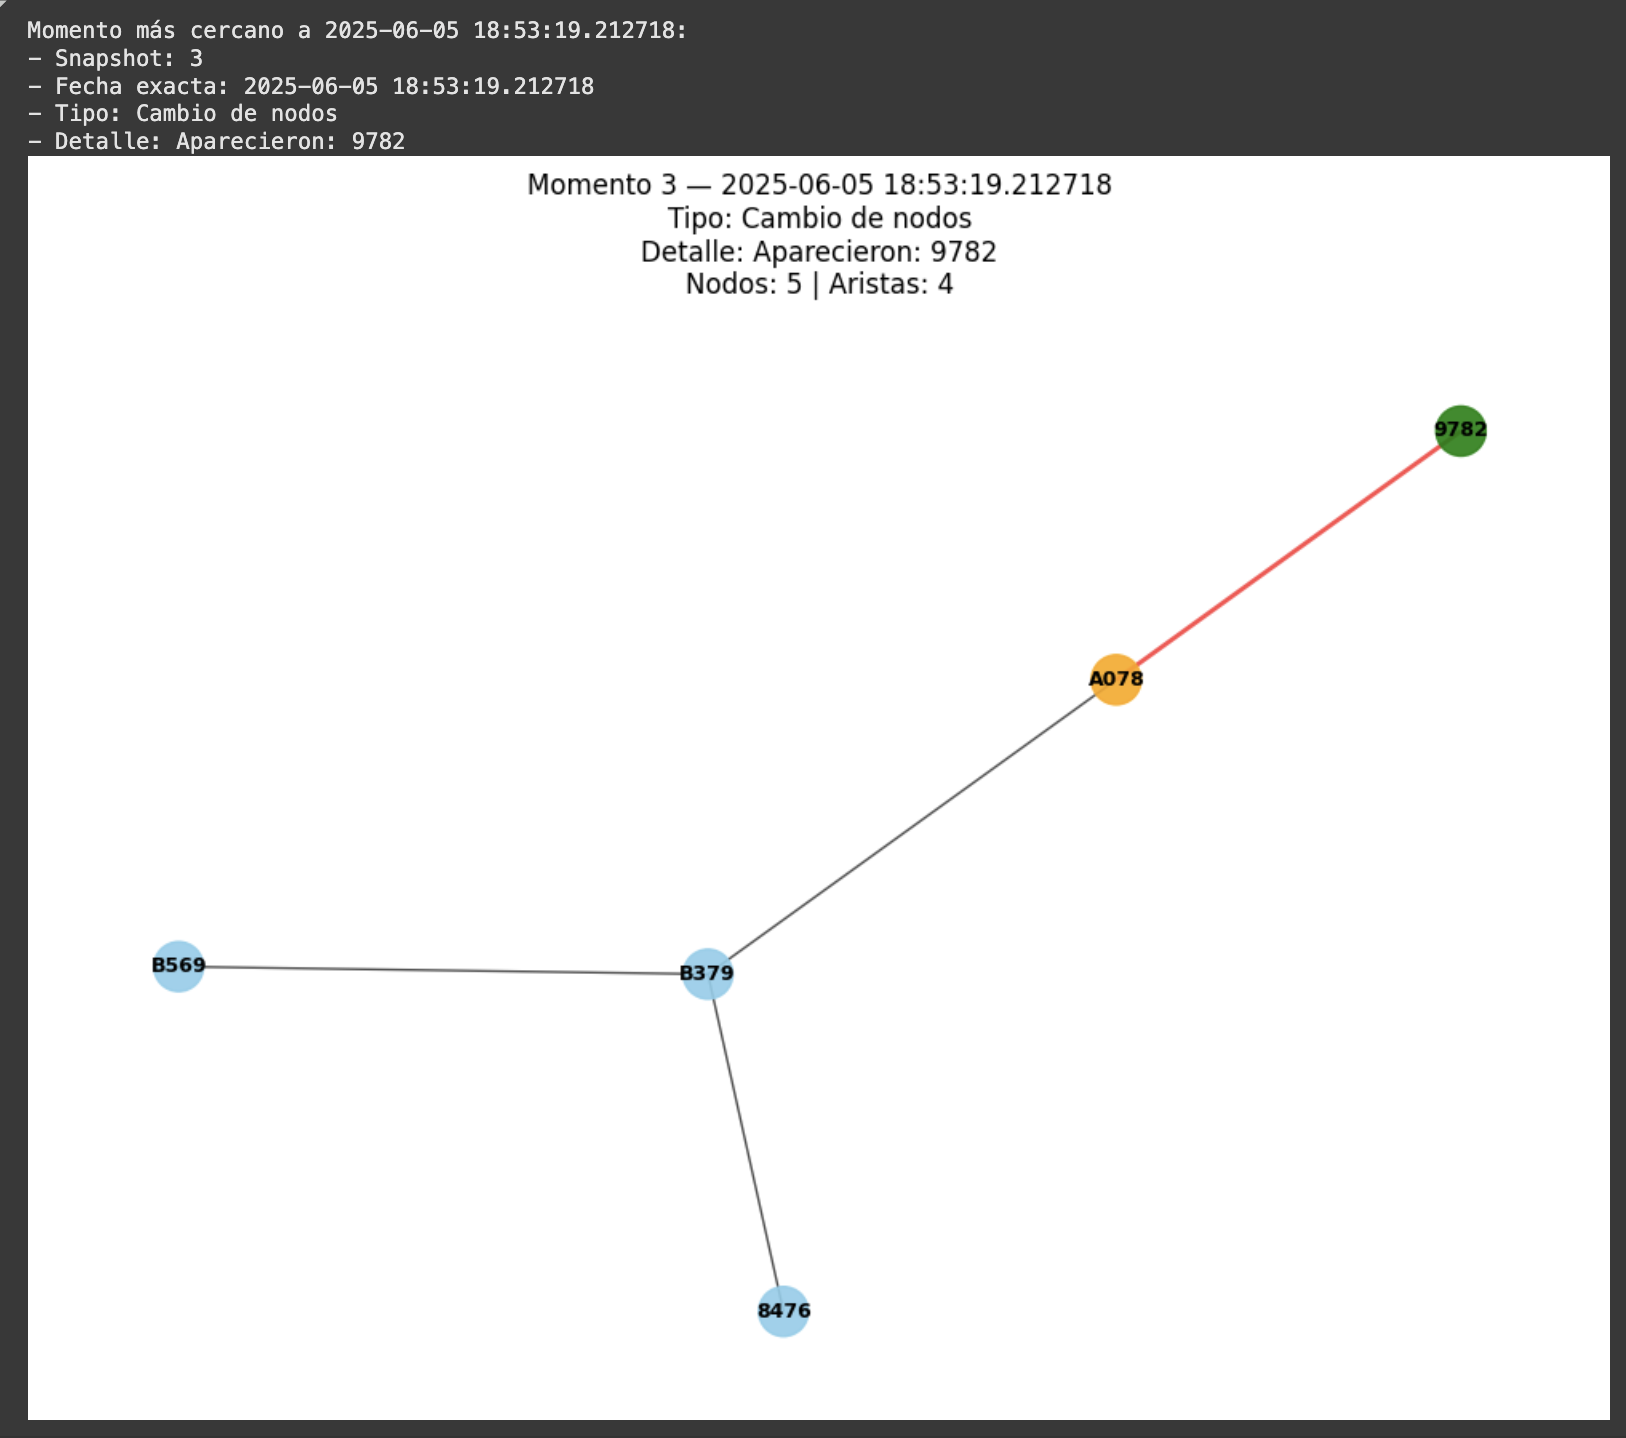 Momento más cercano a 2025-06-05 18:53:19.212718:
- Snapshot: 3
- Fecha exacta: 2025-06-05 18:53:19.212718
- Tipo: Cambio de nodos
- Detalle: Aparecieron: 9782
Momento 3 — 2025-06-05 18:53:19.212718
Tipo: Cambio de nodos
Detalle: Aparecieron: 9782
Nodos: 5 | Aristas: 4
9782
A078
B569
B379
8476